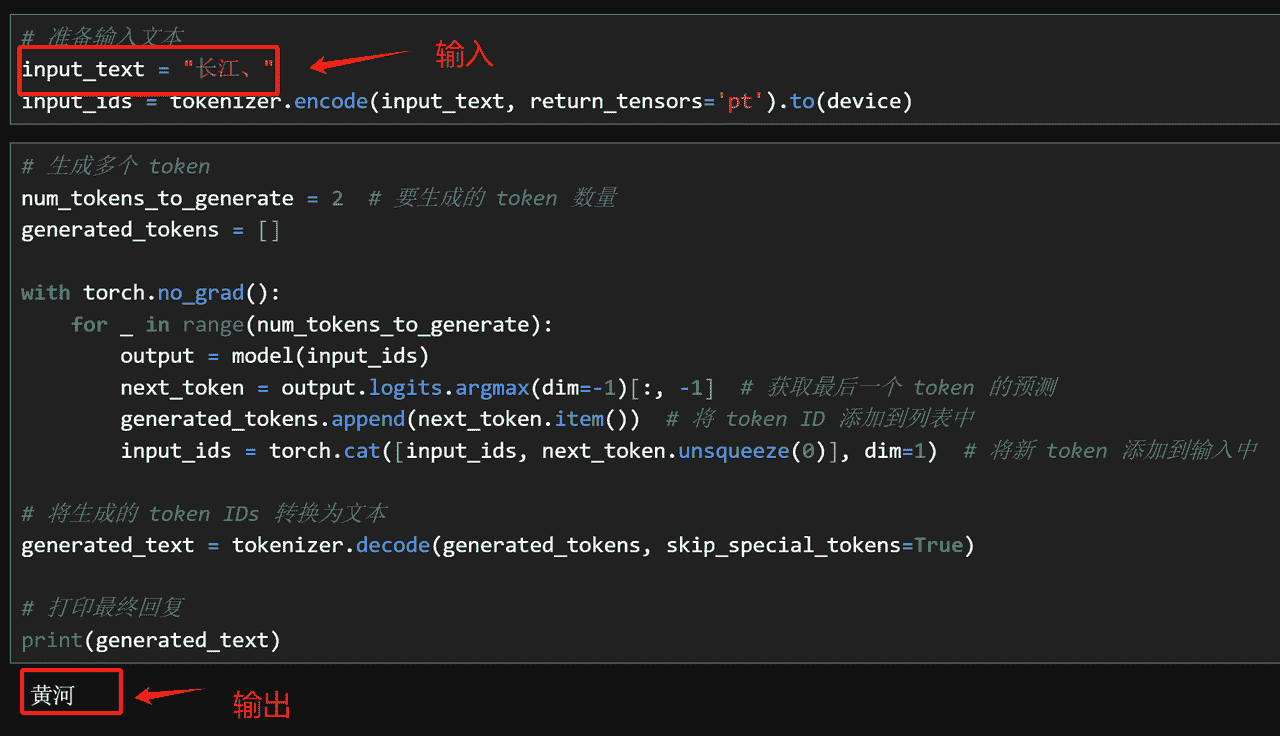 # 准备输入文本
input_text = "长江、"
输入
input_ids = tokenizer.encode(input_text, return_tensors='pt').to(device)
# 生成多个 token
num_tokens_to_generate = 2  # 要生成的 token 数量
generated_tokens = []
with torch.no_grad():
    for _ in range(num_tokens_to_generate):
        output = model(input_ids)
        next_token = output.logits.argmax(dim=-1)[:, -1]  # 获取最后一个 token 的预测
        generated_tokens.append(next_token.item())  # 将 token ID 添加到列表中
        input_ids = torch.cat([input_ids, next_token.unsqueeze(0)], dim=1)  # 将新 token 添加到输入中
# 将生成的 token IDs 转换为文本
generated_text = tokenizer.decode(generated_tokens, skip_special_tokens=True)
# 打印最终回复
print(generated_text)
黄河
输出